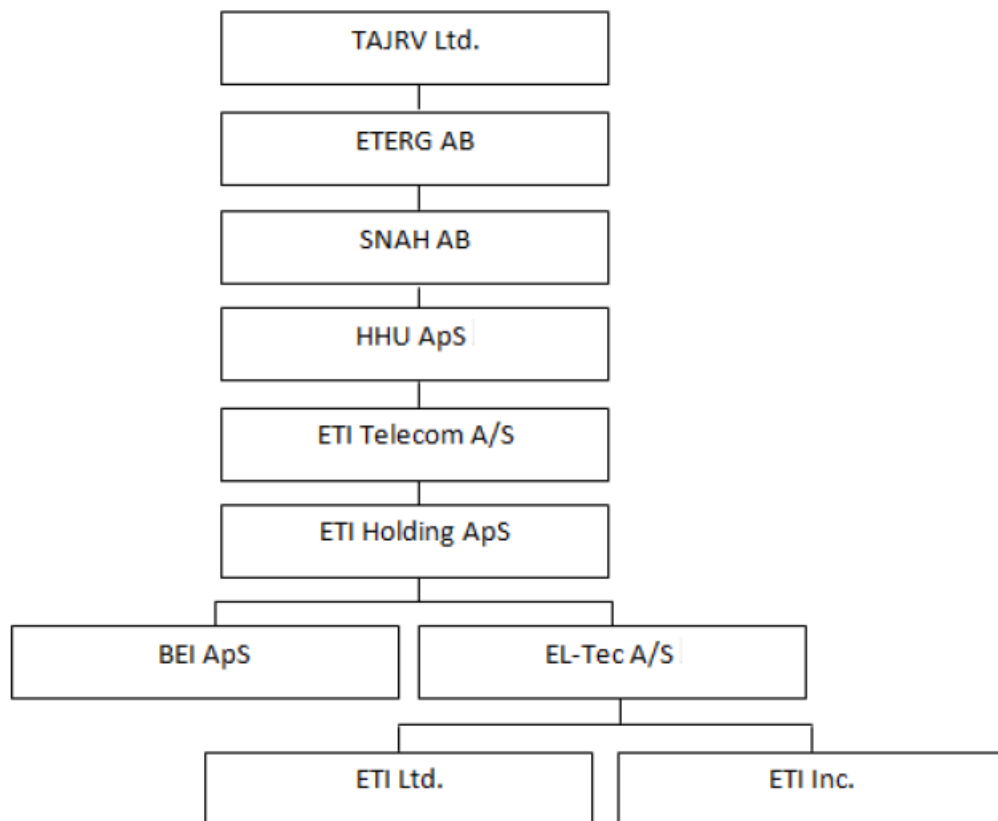 TAJRV Ltd.
ETERG AB
SNAH AB
HHU ApS
ETI Telecom A/S
ETI Holding ApS
BEI ApS
EL-Tec A/S
ETI Ltd.
ETI Inc.